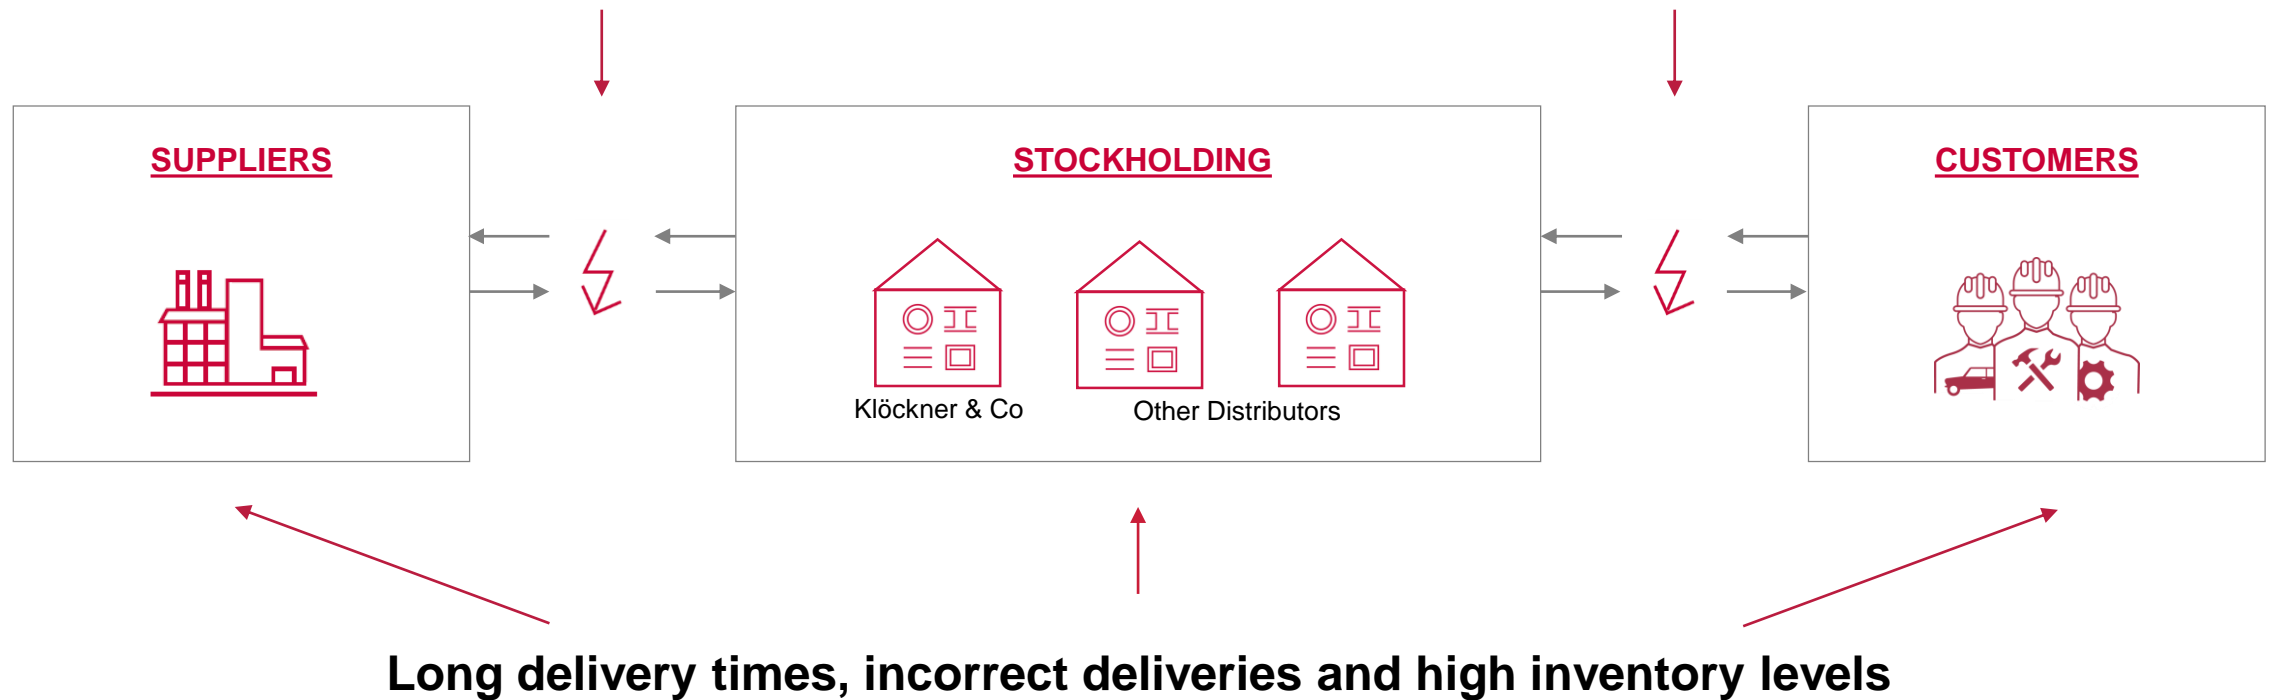 SUPPLIERS
STOCKHOLDING
CUSTOMERS
Klöckner & Co
Other Distributors
Long delivery times, incorrect deliveries and high inventory levels